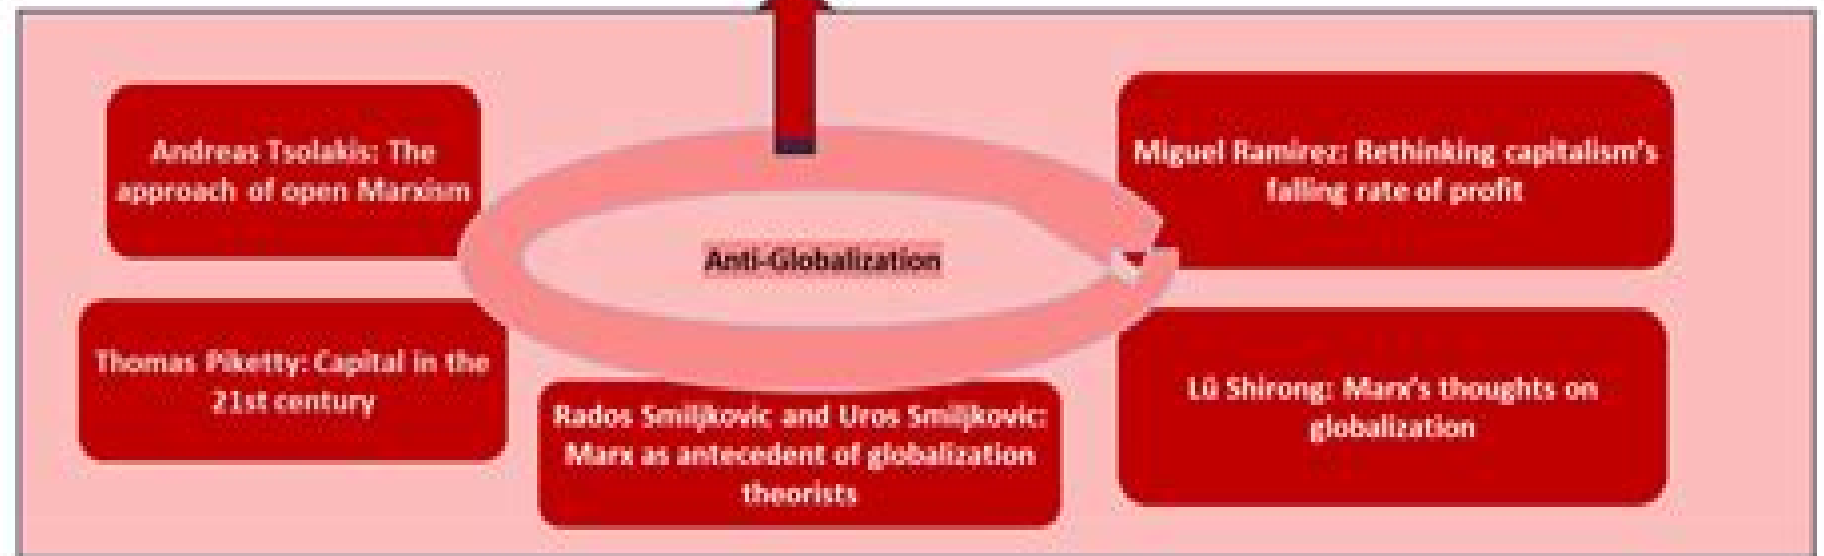 Andreas Tsolakis: The
approach of open Marxism
Miguel Ramirez: Rethinking capitalism's
falling rate of profit
Anti-Globalization
Thomas Piketty: Capital in the
21st century
Rados Smiljkovic and Uros Smiljkovic:
Marx as antecedent of globalization
theorists
Lü Shirong: Marx's thoughts on
globalization